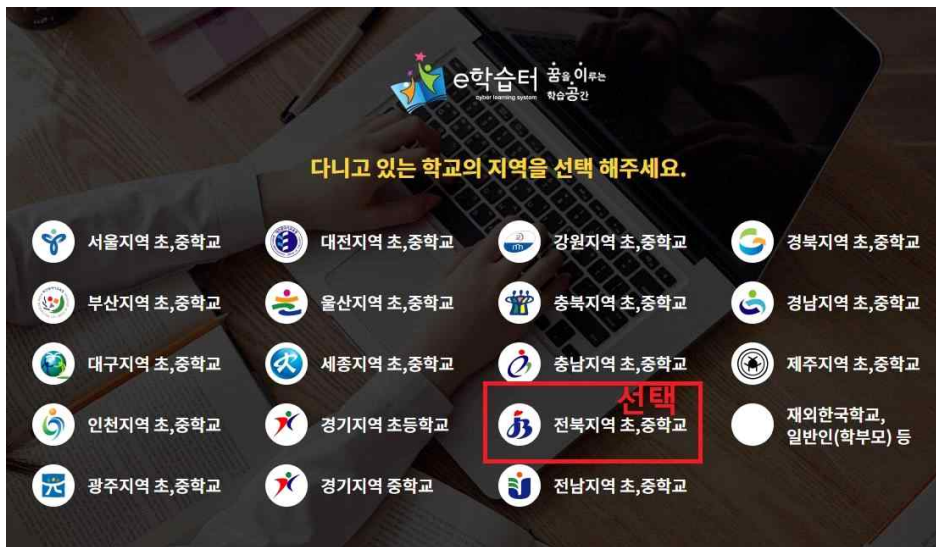 e학습터 꿈을이루는
cyber learning system 학습공간
다니고 있는 학교의 지역을 선택 해주세요.
서울지역 초,중학교
대전지역 초,중학교
강원지역 초,중학교
경북지역 초,중학교
부산지역 초,중학교
울산지역 초,중학교
충북지역 초,중학교
경남지역 초,중학교
대구지역 초,중학교
세종지역 초,중학교
충남지역 초,중학교
제주지역 초,중학교
선택
인천지역 초,중학교
경기지역 초등학교
전북지역 초,중학교
재외한국학교,
일반인(학부모) 등
광주지역 초,중학교
경기지역 중학교
전남지역 초,중학교